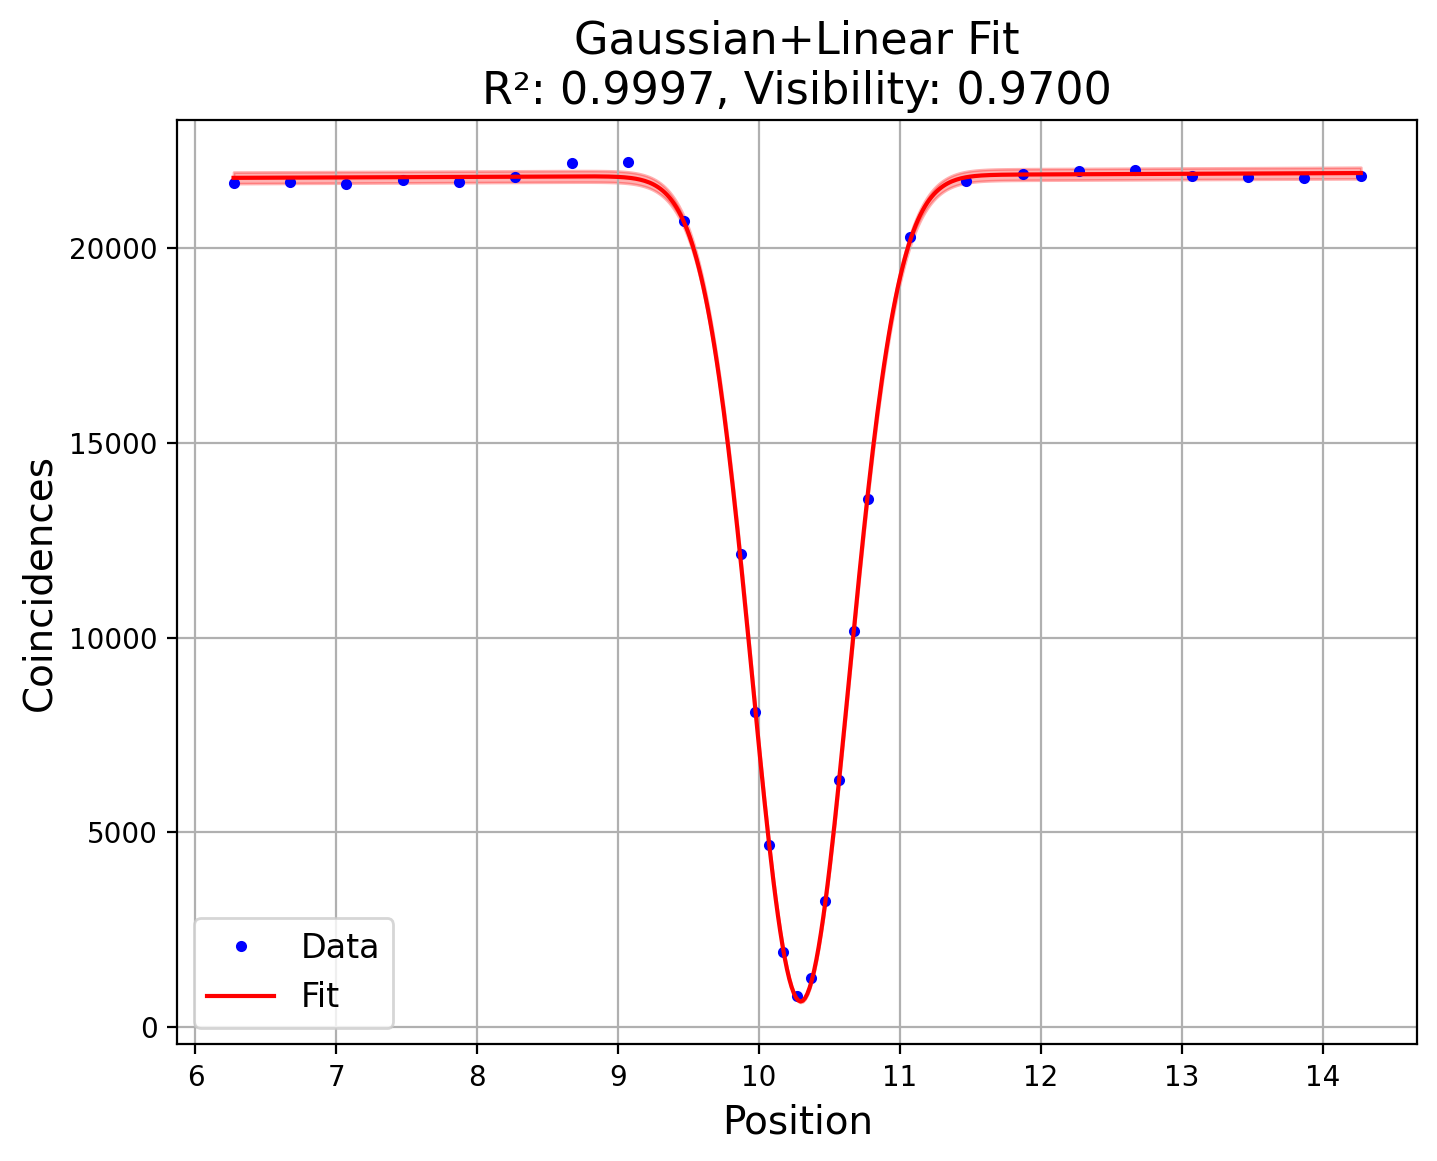 Gaussian+Linear Fit
R²: 0.9997, Visibility: 0.9700
Coincidences
20000
15000
10000
5000
0
Data
Fit
6 7 8 9 10 11 12 13 14
Position